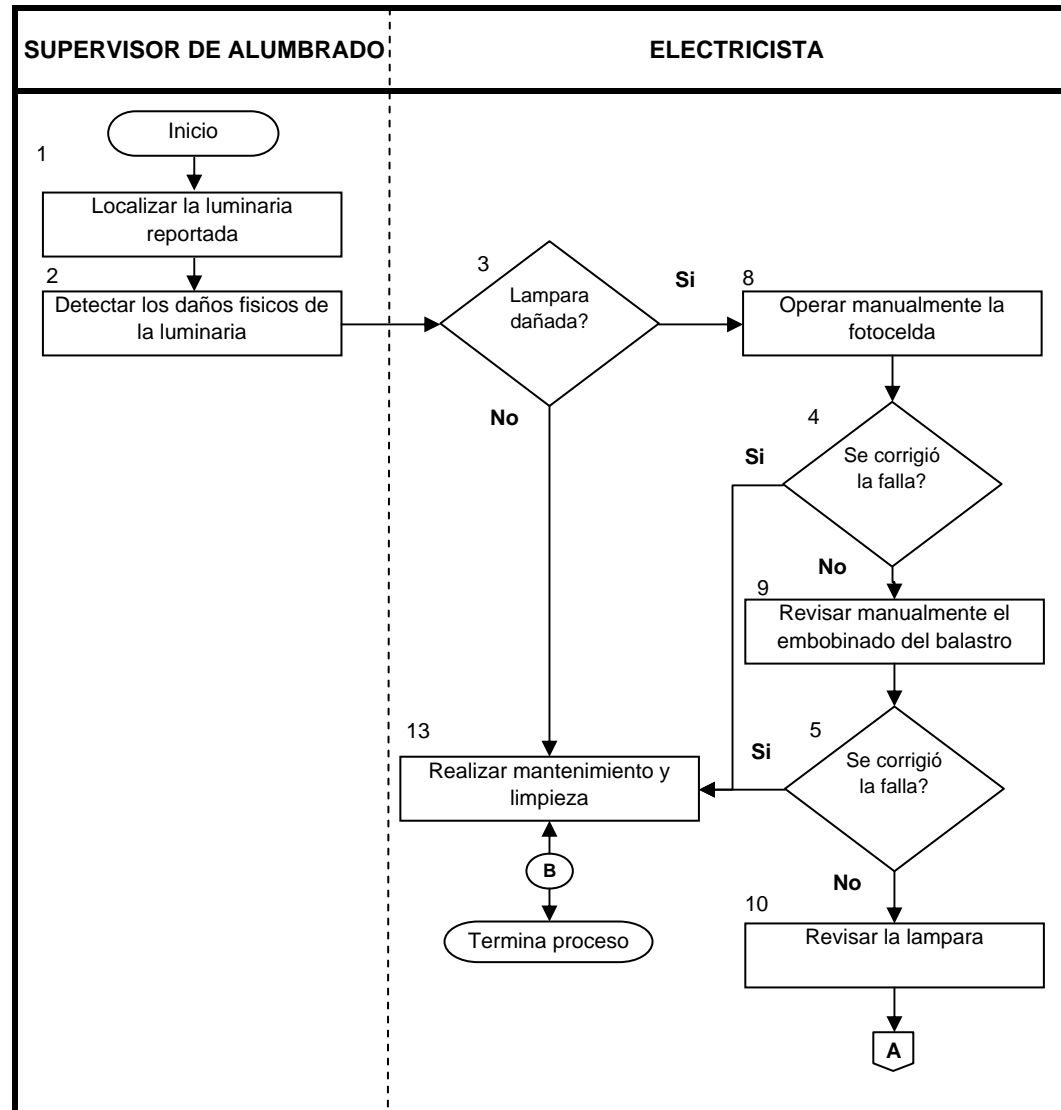 SUPERVISOR DE ALUMBRADO
ELECTRICISTA
Inicio
1
Localizar la luminaria
reportada
2
Detectar los daños fisicos de
la luminaria
3
Lampara
dañada?
Si
8
Operar manualmente la
fotocelda
No
4
Se corrigió
la falla?
Si
No
9
Revisar manualmente el
embobinado del balastro
13
Realizar mantenimiento y
limpieza
5
Se corrigió
la falla?
Si
No
B
Termina proceso
10
Revisar la lampara
A